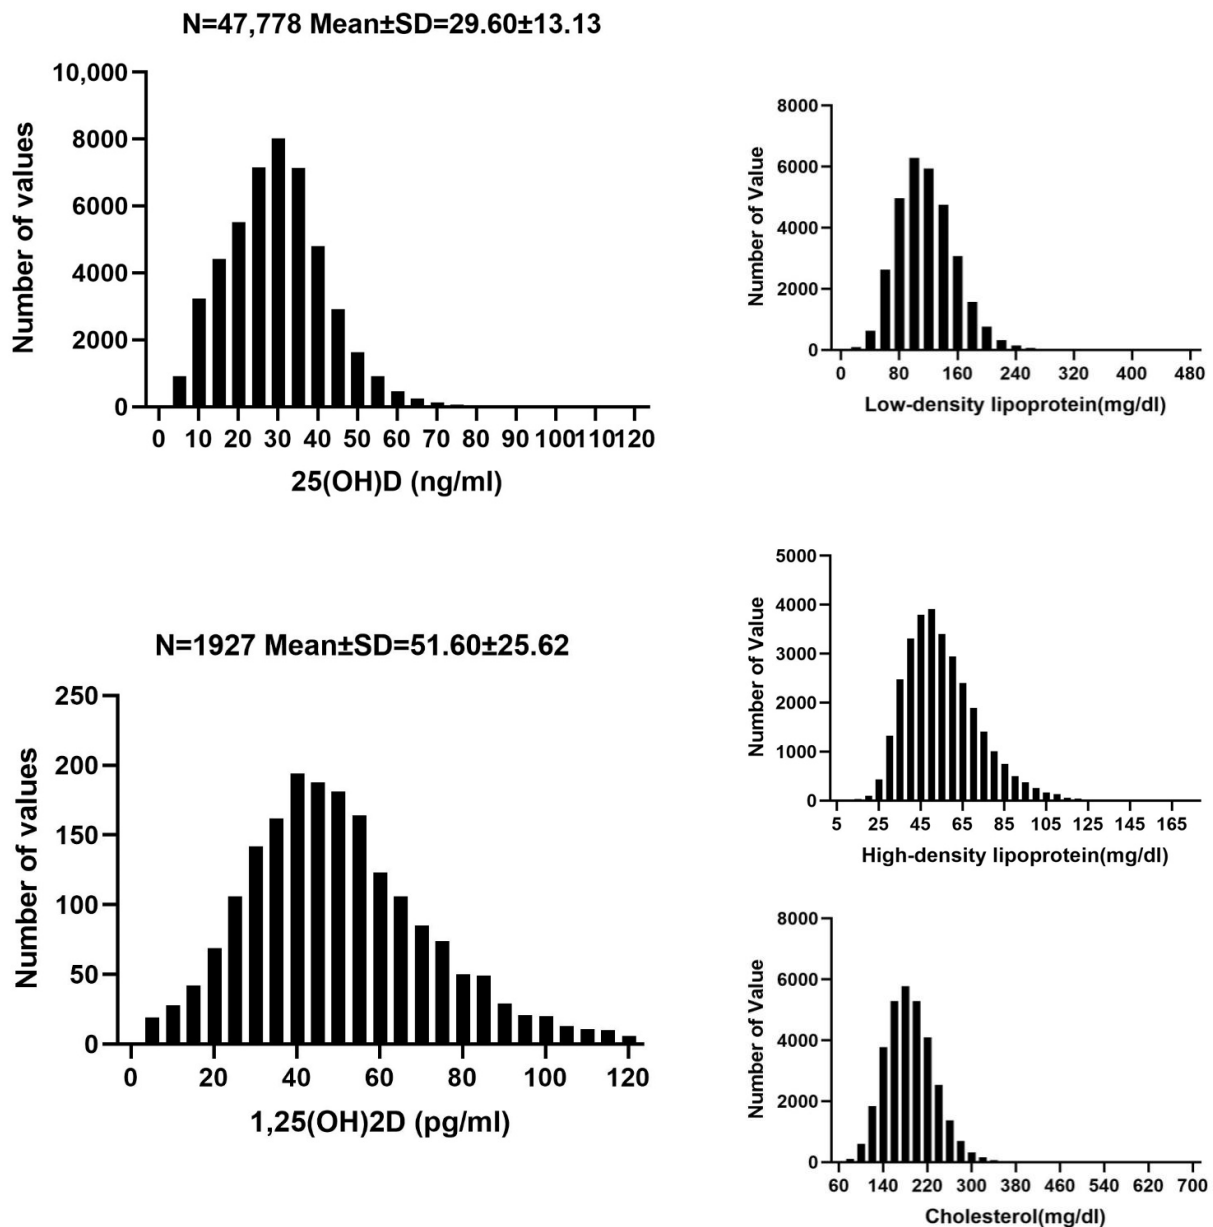 N=47,778 Mean±SD=29.60±13.13
10,000
8000
6000
4000
2000
0
Number of values
0 10 20 30 40 50 60 70 80 90 100110120
25(OH)D (ng/ml)
8000
6000
4000
2000
0
Number of Value
0 80 160 240 320 400 480
Low-density lipoprotein(mg/dl)
N=1927 Mean±SD=51.60±25.62
250
200
150
100
50
0
Number of values
0 20 40 60 80 100 120
1,25(OH)2D (pg/ml)
5000
4000
3000
2000
1000
0
Number of Value
5 25 45 65 85 105 125 145 165
High-density lipoprotein(mg/dl)
8000
6000
4000
2000
0
Number of Value
60 140 220 300 380 460 540 620 700
Cholesterol(mg/dl)